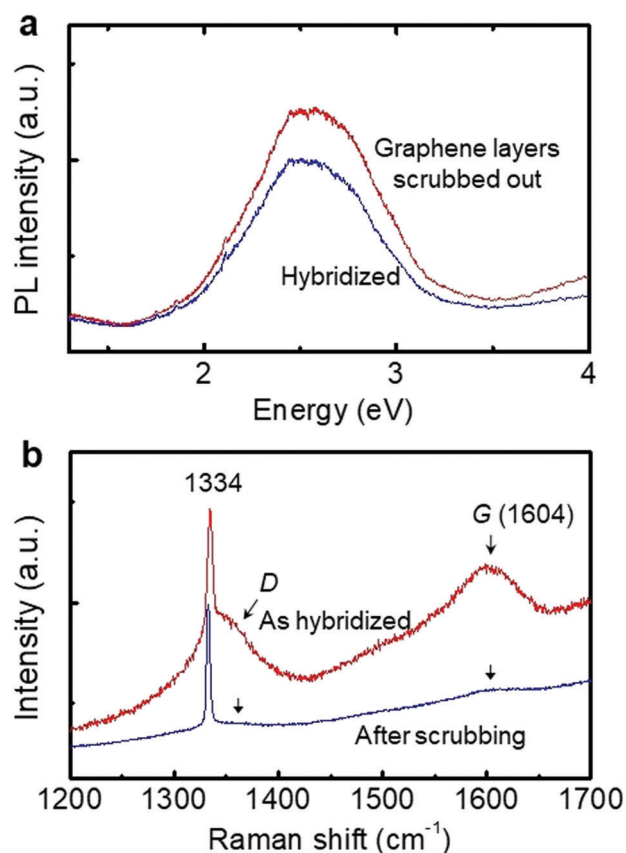 a
PL intensity (a.u.)
Graphene layers
scrubbed out
Hybridized
2
3
4
Energy (eV)
b
1334
G (1604)
D
As hybridized
After scrubbing
Intensity (a.u.)
1200
1300
1400
1500
1600
1700
Raman shift (cm⁻¹)